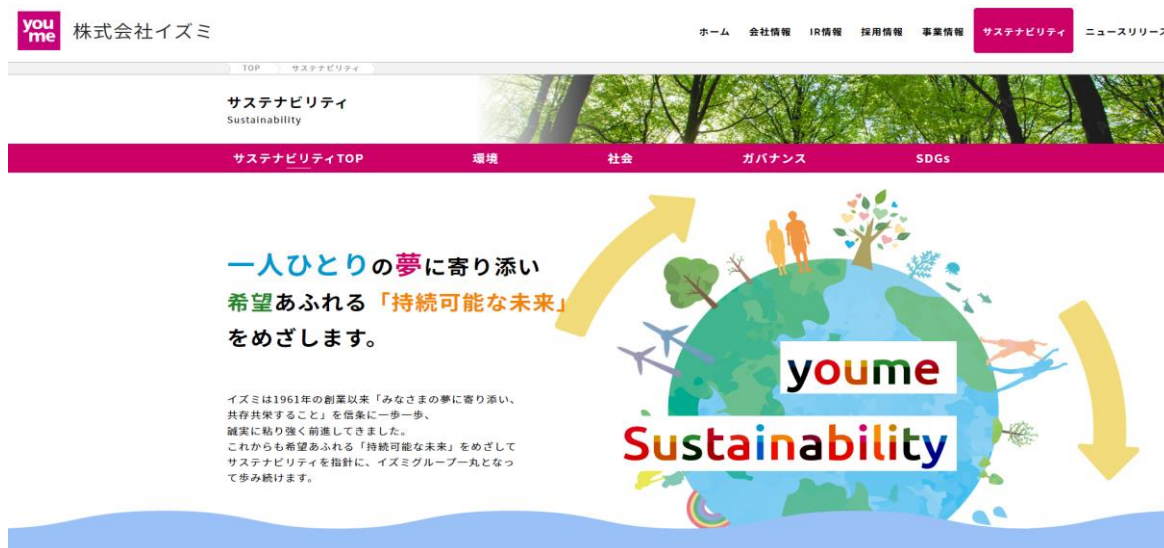 you
me
株式会社イズミ
ホーム 会社情報 IR情報 採用情報 事業情報 サステナビリティ ニュースリリース
TOP サステナビリティ
サステナビリティ
Sustainability
サステナビリティTOP 環境 社会 ガバナンス SDGs
一人ひとりの夢に寄り添い
希望あふれる「持続可能な未来」
をめざします。
イズミは1961年の創業以来「みなさまの夢に寄り添い、
共存共栄すること」を信条に一歩一歩、
誠実に粘り強く前進してきました。
これからも希望あふれる「持続可能な未来」をめざして
サステナビリティを指針に、イズミグループ一丸となっ
て歩み続けます。
youme
Sustainability